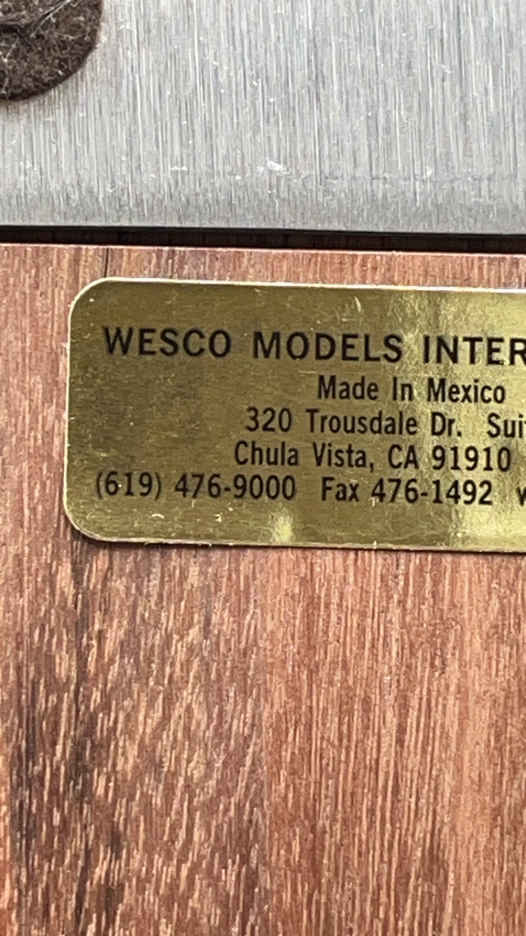 WESCO MODELS INTER
Made In Mexico
320 Trousdale Dr. Sui
Chula Vista, CA 91910
(619) 476-9000 Fax 476-1492